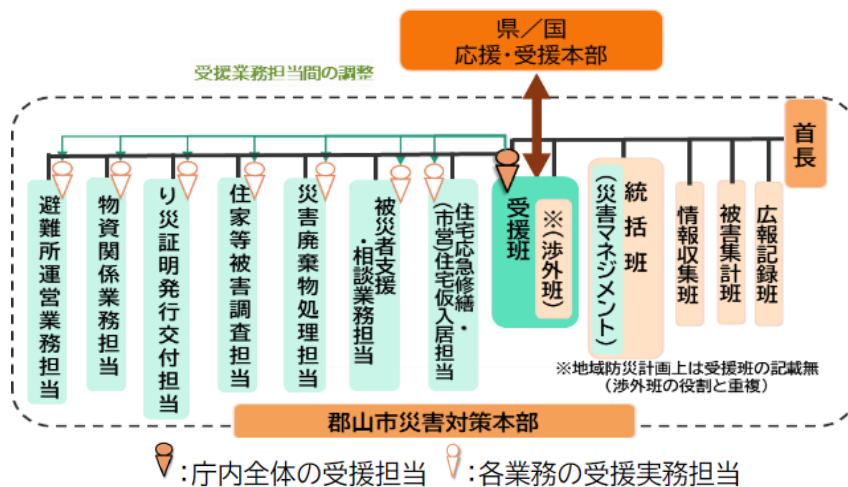 県／国
応援・受援本部
受援業務担当間の調整
首長
避難所運営業務担当
物資関係業務担当
り災証明発行交付担当
住家等被害調査担当
災害廃棄物処理担当
被災者支援
・相談業務担当
住宅応急修繕・
(市営)住宅仮入居担当
受援班
※(渉外班)
統括班
(災害マネジメント)
情報収集班
被害集計班
広報記録班
※地域防災計画上は受援班の記載無
(渉外班の役割と重複)
郡山市災害対策本部
:庁内全体の受援担当
:各業務の受援実務担当